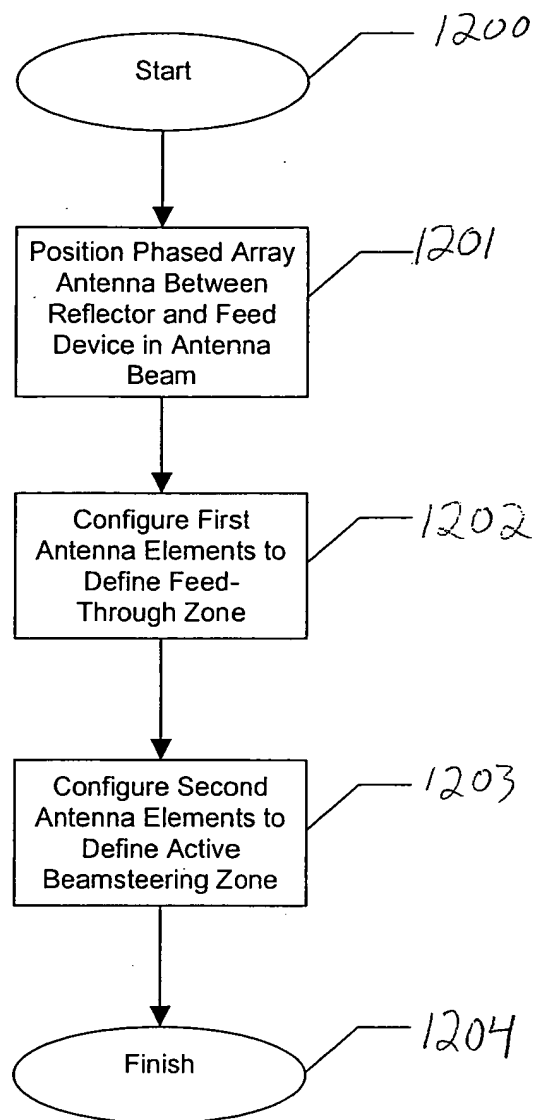 1200
Start
1201
Position Phased Array
Antenna Between
Reflector and Feed
Device in Antenna
Beam
1202
Configure First
Antenna Elements to
Define Feed-
Through Zone
1203
Configure Second
Antenna Elements to
Define Active
Beamsteering Zone
1204
Finish